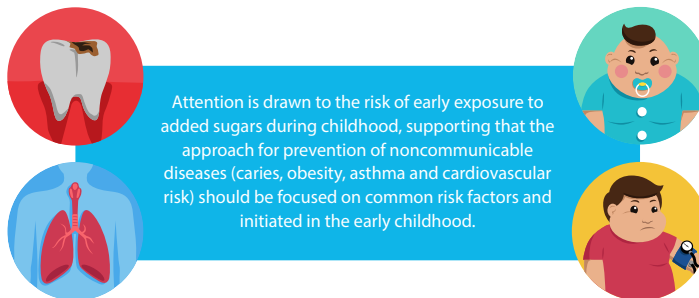 Attention is drawn to the risk of early exposure to
added sugars during childhood, supporting that the
approach for prevention of noncommunicable
diseases (caries, obesity, asthma and cardiovascular
risk) should be focused on common risk factors and
initiated in the early childhood.